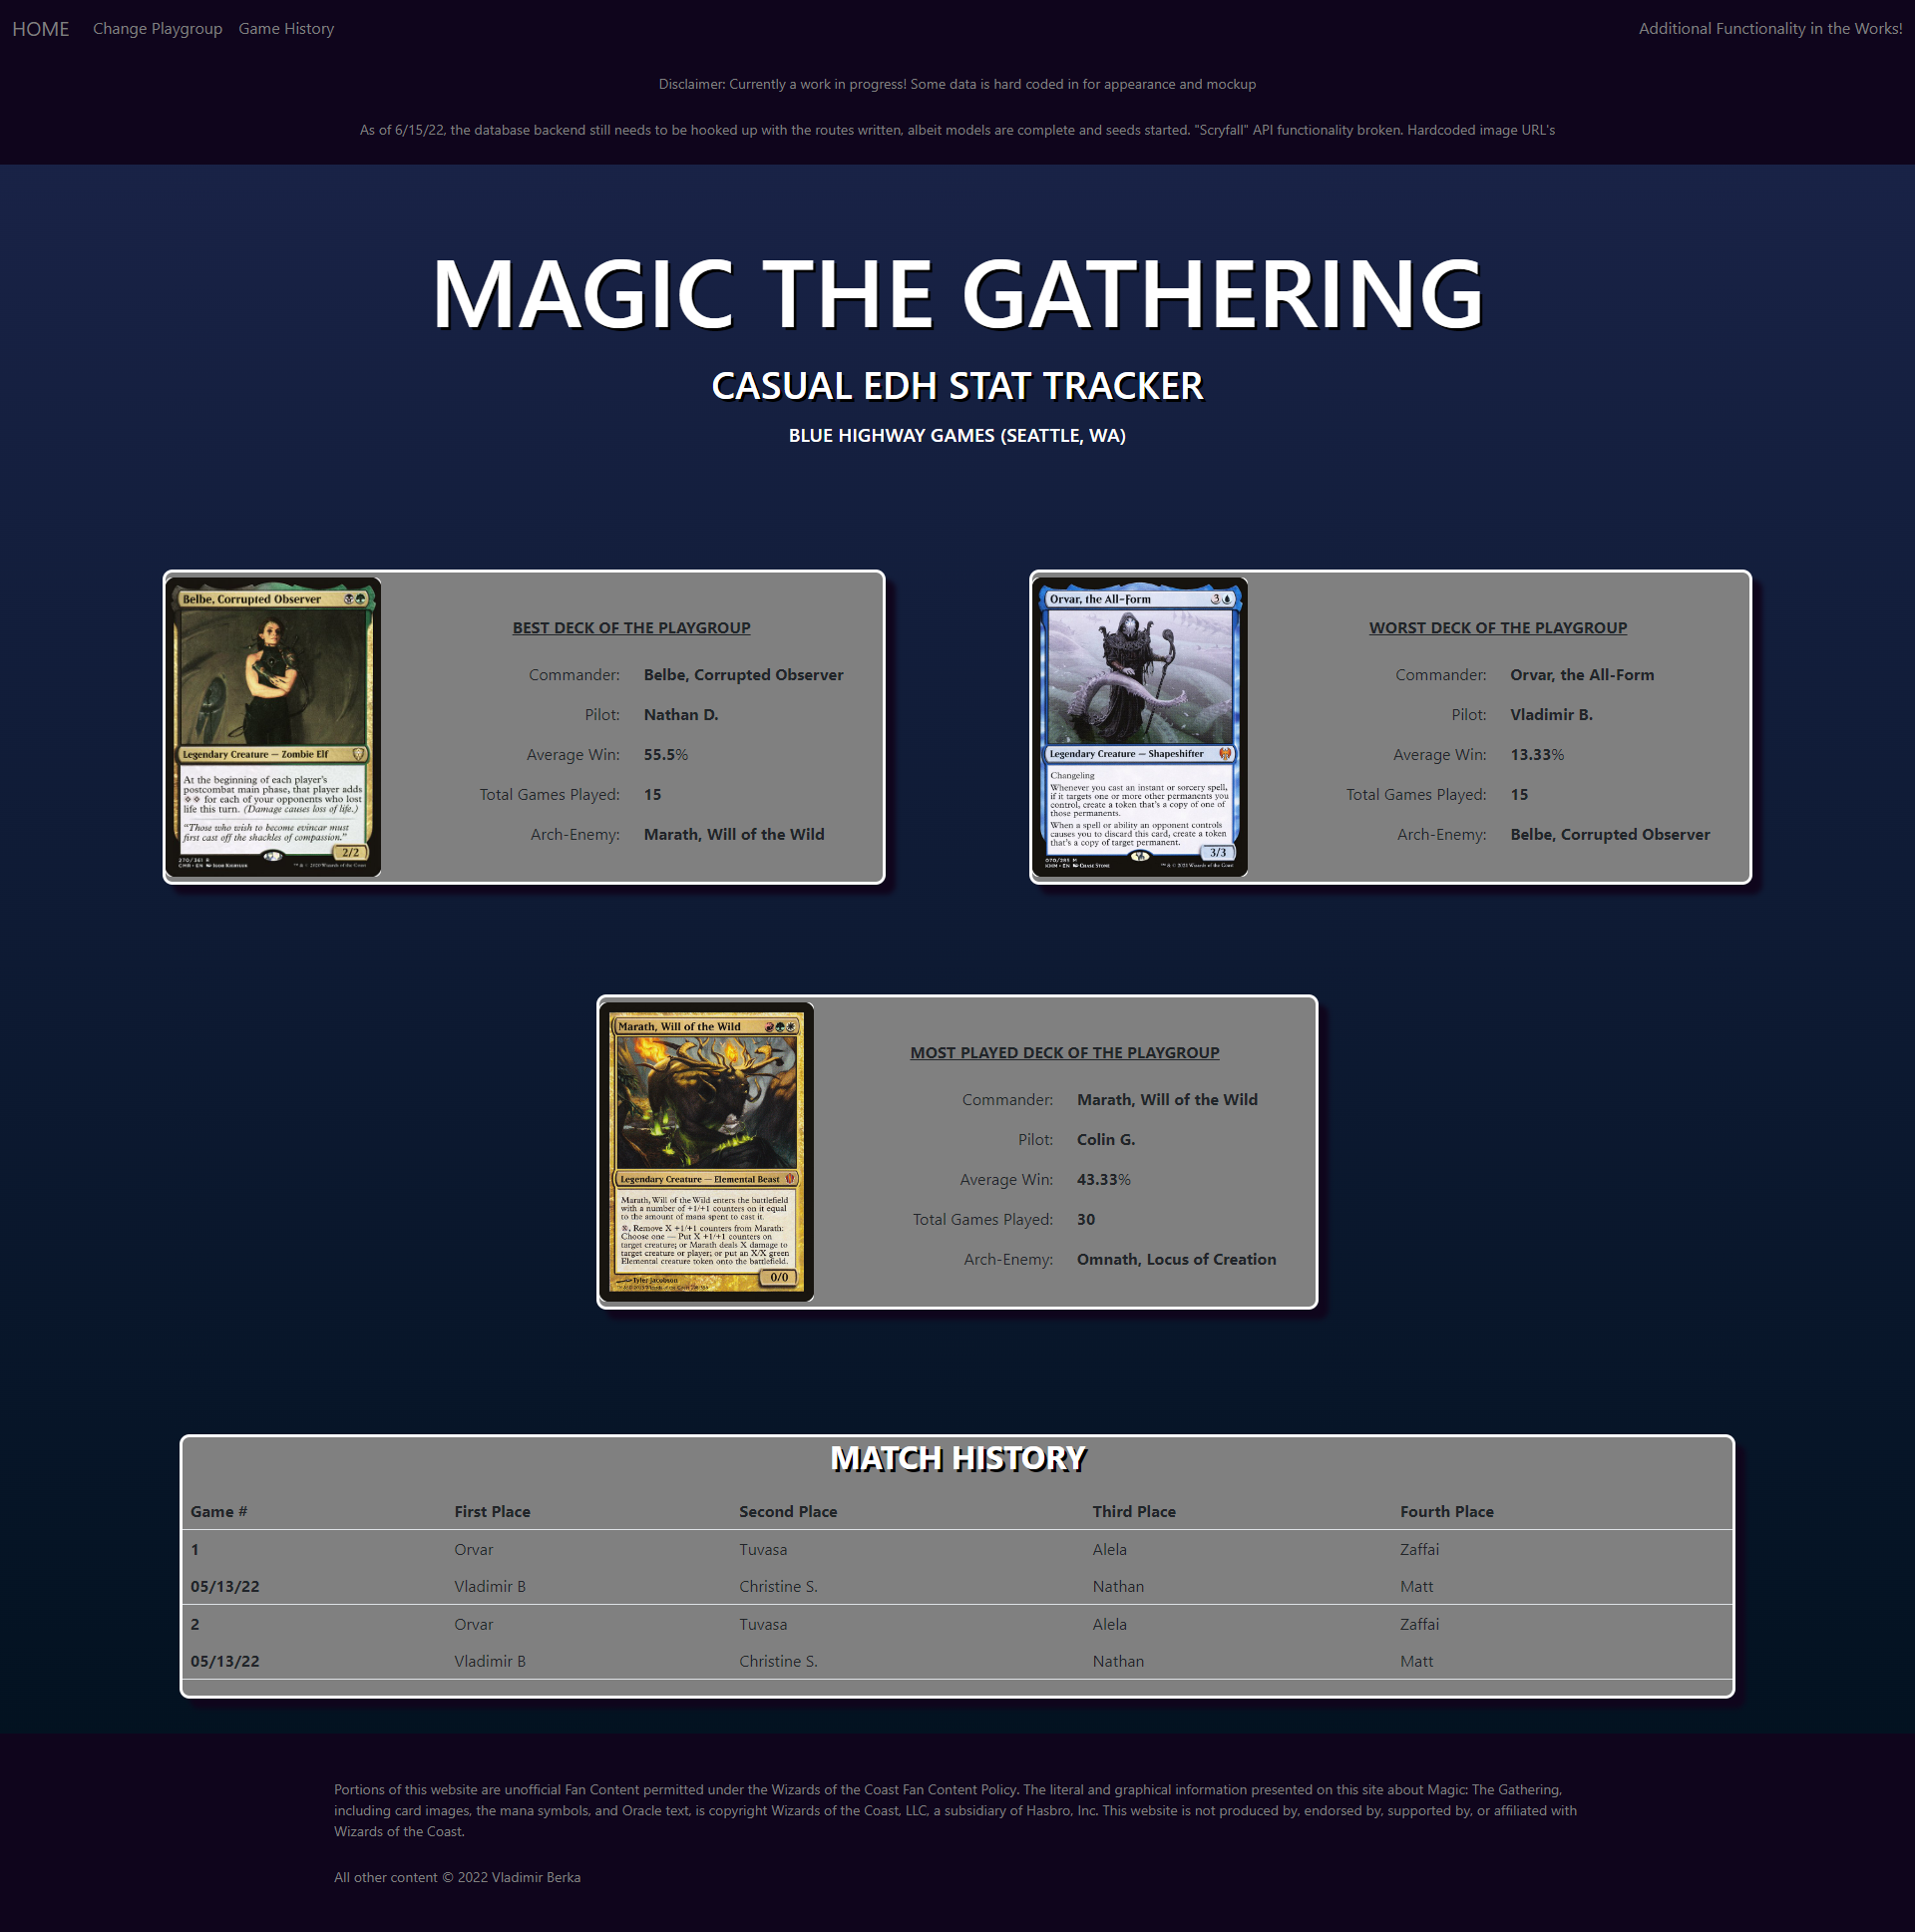 HOME Change Playgroup Game History Additional Functionality in the Works!
Disclaimer: Currently a work in progress! Some data is hard coded in for appearance and mockup
As of 6/15/22, the database backend still needs to be hooked up with the routes written, albeit models are complete and seeds started. "Scryfall" API functionality broken. Hardcoded image URL's
MAGIC THE GATHERING
CASUAL EDH STAT TRACKER
BLUE HIGHWAY GAMES (SEATTLE, WA)
Belbe, Corrupted Observer
Legendary Creature — Zombie Elf
At the beginning of each player's
postcombat main phase, that player adds
for each of your opponents who lost
life this turn. (Damage causes loss of life.)
"Those who wish to become evincar must
first cast off the shackles of compassion."
2/2
270/361 R
BEST DECK OF THE PLAYGROUP
Commander: Belbe, Corrupted Observer
Pilot: Nathan D.
Average Win: 55.5%
Total Games Played: 15
Arch-Enemy: Marath, Will of the Wild
Orvar, the All-Form 3
Legendary Creature — Shapeshifter
Changeling
Whenever you cast an instant or sorcery spell,
if it targets one or more other permanents you
control, create a token that's a copy of one of
those permanents.
When a spell or ability an opponent controls
causes you to discard this card, create a token
that's a copy of target permanent.
3/3
KHM • EN Chase Stone
WORST DECK OF THE PLAYGROUP
Commander: Orvar, the All-Form
Pilot: Vladimir B.
Average Win: 13.33%
Total Games Played: 15
Arch-Enemy: Belbe, Corrupted Observer
Marath, Will of the Wild
Legendary Creature — Elemental Beast
Marath, Will of the Wild enters the battlefield
with a number of +1/+1 counters on it equal
to the amount of mana spent to cast it.
, Remove X +1/+1 counters from Marath:
Choose one — Put X +1/+1 counters on
target creature; or Marath deals X damage to
target creature or player; or put an X/X green
Elemental creature token onto the battlefield.
Tyler Jacobson
0/0
MOST PLAYED DECK OF THE PLAYGROUP
Commander: Marath, Will of the Wild
Pilot: Colin G.
Average Win: 43.33%
Total Games Played: 30
Arch-Enemy: Omnath, Locus of Creation
MATCH HISTORY
Game # First Place Second Place Third Place Fourth Place
1 Orvar Tuvasa Alela Zaffai
05/13/22 Vladimir B Christine S. Nathan Matt
2 Orvar Tuvasa Alela Zaffai
05/13/22 Vladimir B Christine S. Nathan Matt
Portions of this website are unofficial Fan Content permitted under the Wizards of the Coast Fan Content Policy. The literal and graphical information presented on this site about Magic: The Gathering,
including card images, the mana symbols, and Oracle text, is copyright Wizards of the Coast, LLC, a subsidiary of Hasbro, Inc. This website is not produced by, endorsed by, supported by, or affiliated with
Wizards of the Coast.
All other content © 2022 Vladimir Berka